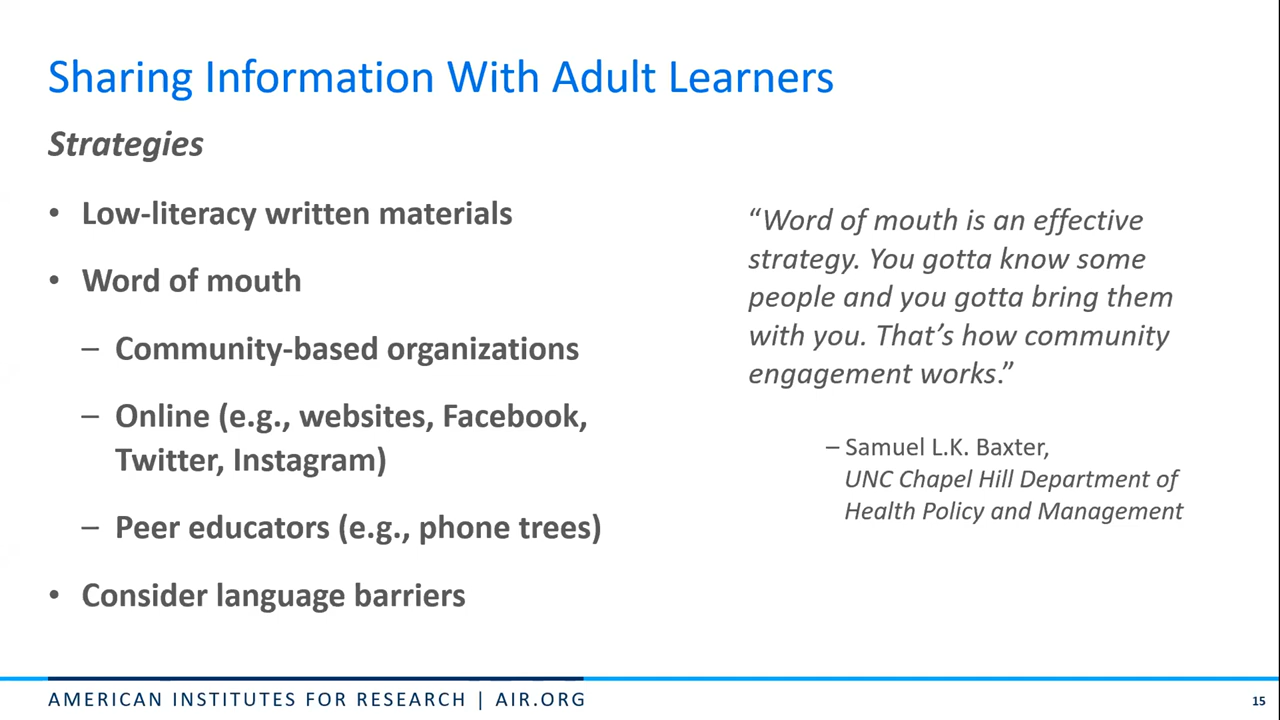 Sharing Information With Adult Learners
Strategies
• Low-literacy written materials
• Word of mouth
– Community-based organizations
– Online (e.g., websites, Facebook,
Twitter, Instagram)
– Peer educators (e.g., phone trees)
• Consider language barriers
“Word of mouth is an effective
strategy. You gotta know some
people and you gotta bring them
with you. That’s how community
engagement works.”
– Samuel L.K. Baxter,
UNC Chapel Hill Department of
Health Policy and Management
AMERICAN INSTITUTES FOR RESEARCH | AIR.ORG
15